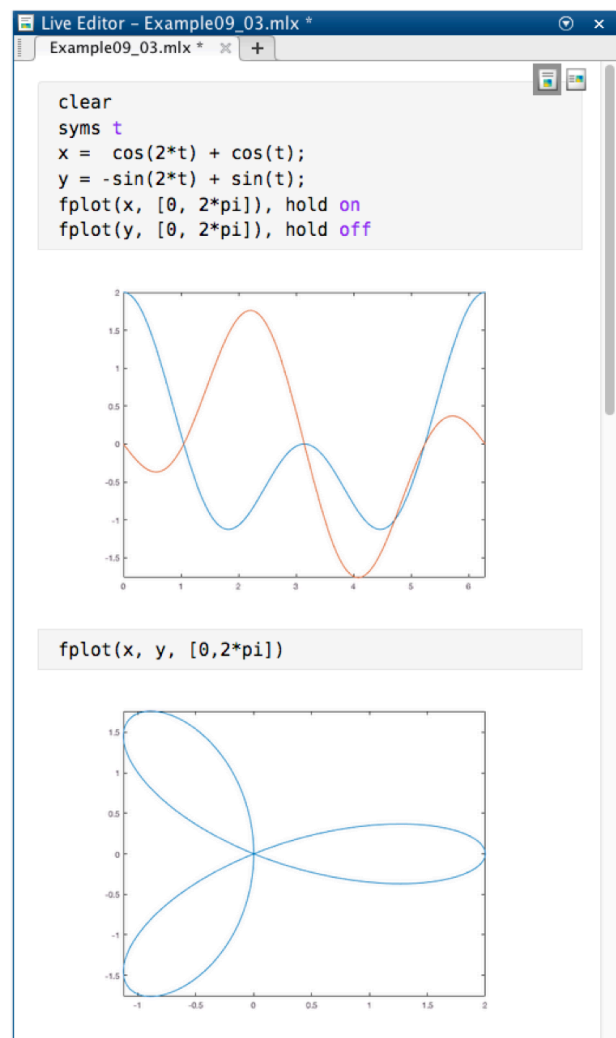 Live Editor – Example09_03.mlx *
Example09_03.mlx *
clear
syms t
x =  cos(2*t) + cos(t);
y = -sin(2*t) + sin(t);
fplot(x, [0, 2*pi]), hold on
fplot(y, [0, 2*pi]), hold off
2
1.5
1
0.5
0
-0.5
-1
-1.5
0 1 2 3 4 5 6
fplot(x, y, [0,2*pi])
1.5
1
0.5
0
-0.5
-1
-1.5
-1 -0.5 0 0.5 1 1.5 2